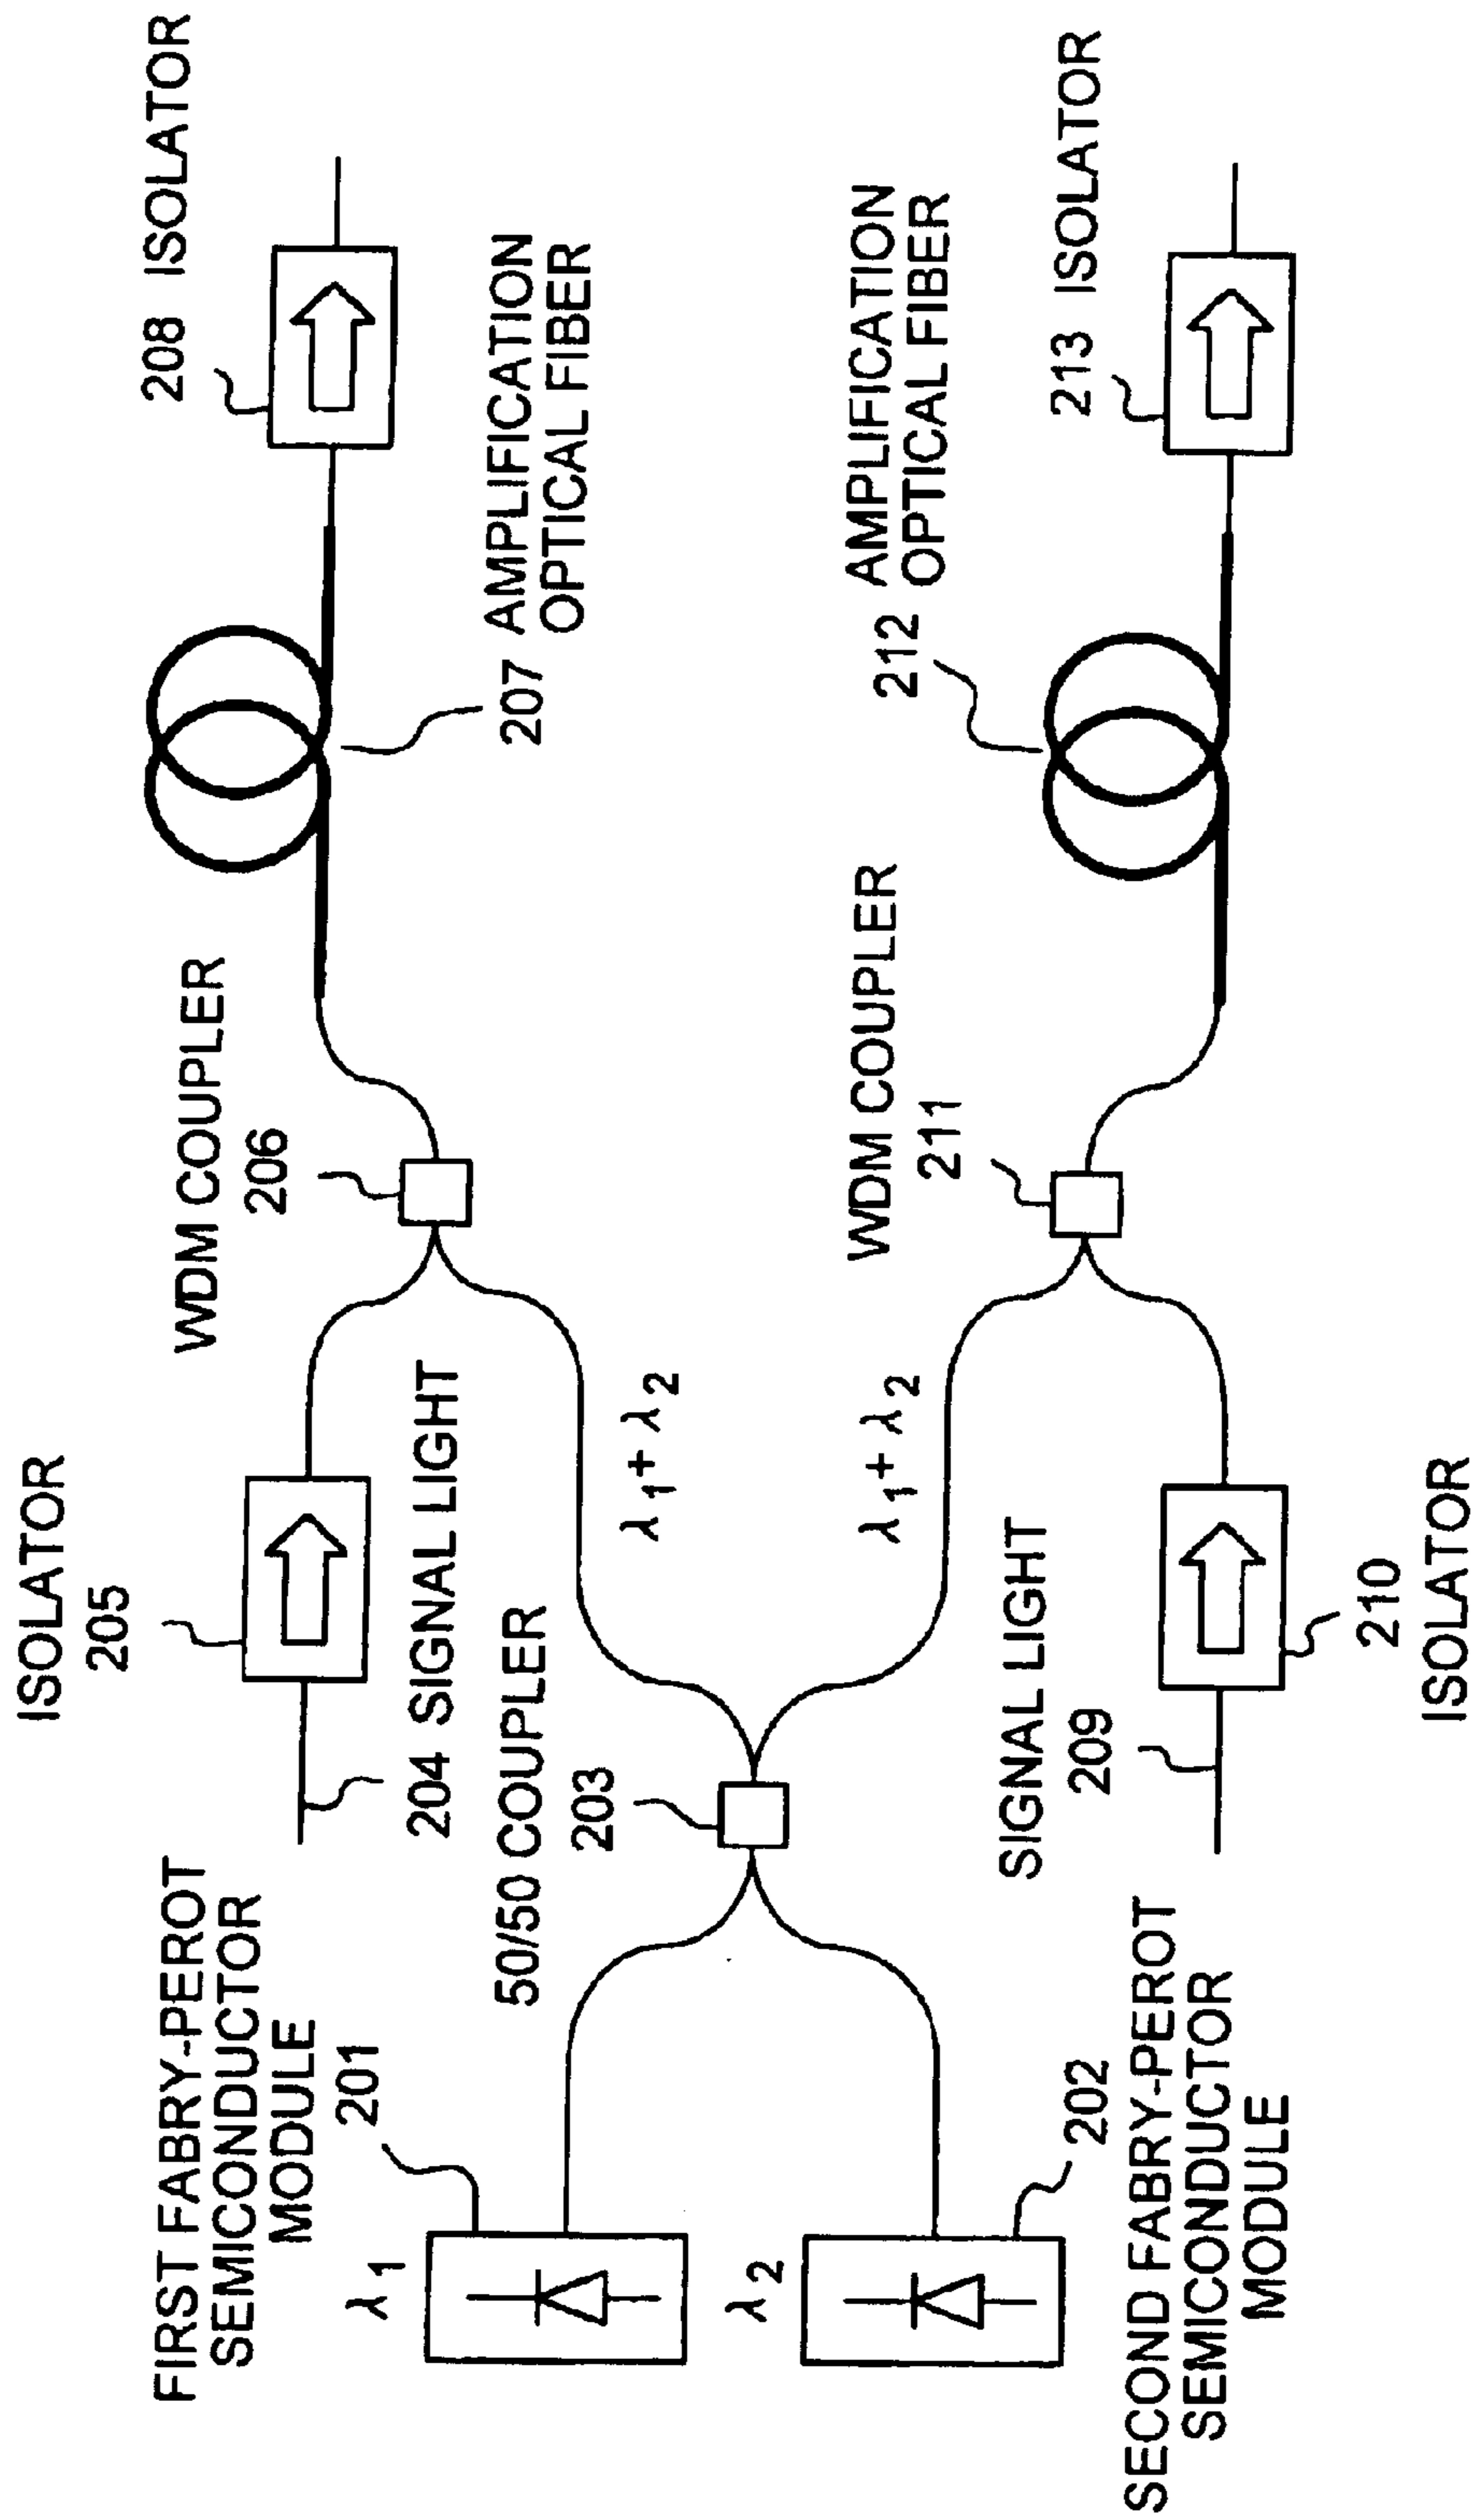 ISOLATOR
205
FIRST FABRY-PEROT
SEMICONDUCTOR
MODULE
201
λ1
204 SIGNAL LIGHT
50/50 COUPLER
203
WDM COUPLER
206
208 ISOLATOR
207 AMPLIFICATION
OPTICAL FIBER
λ1+λ2
λ1+λ2
λ2
202
SECOND FABRY-PEROT
SEMICONDUCTOR
MODULE
SIGNAL LIGHT
209
WDM COUPLER
211
212 AMPLIFICATION
OPTICAL FIBER
213 ISOLATOR
210
ISOLATOR